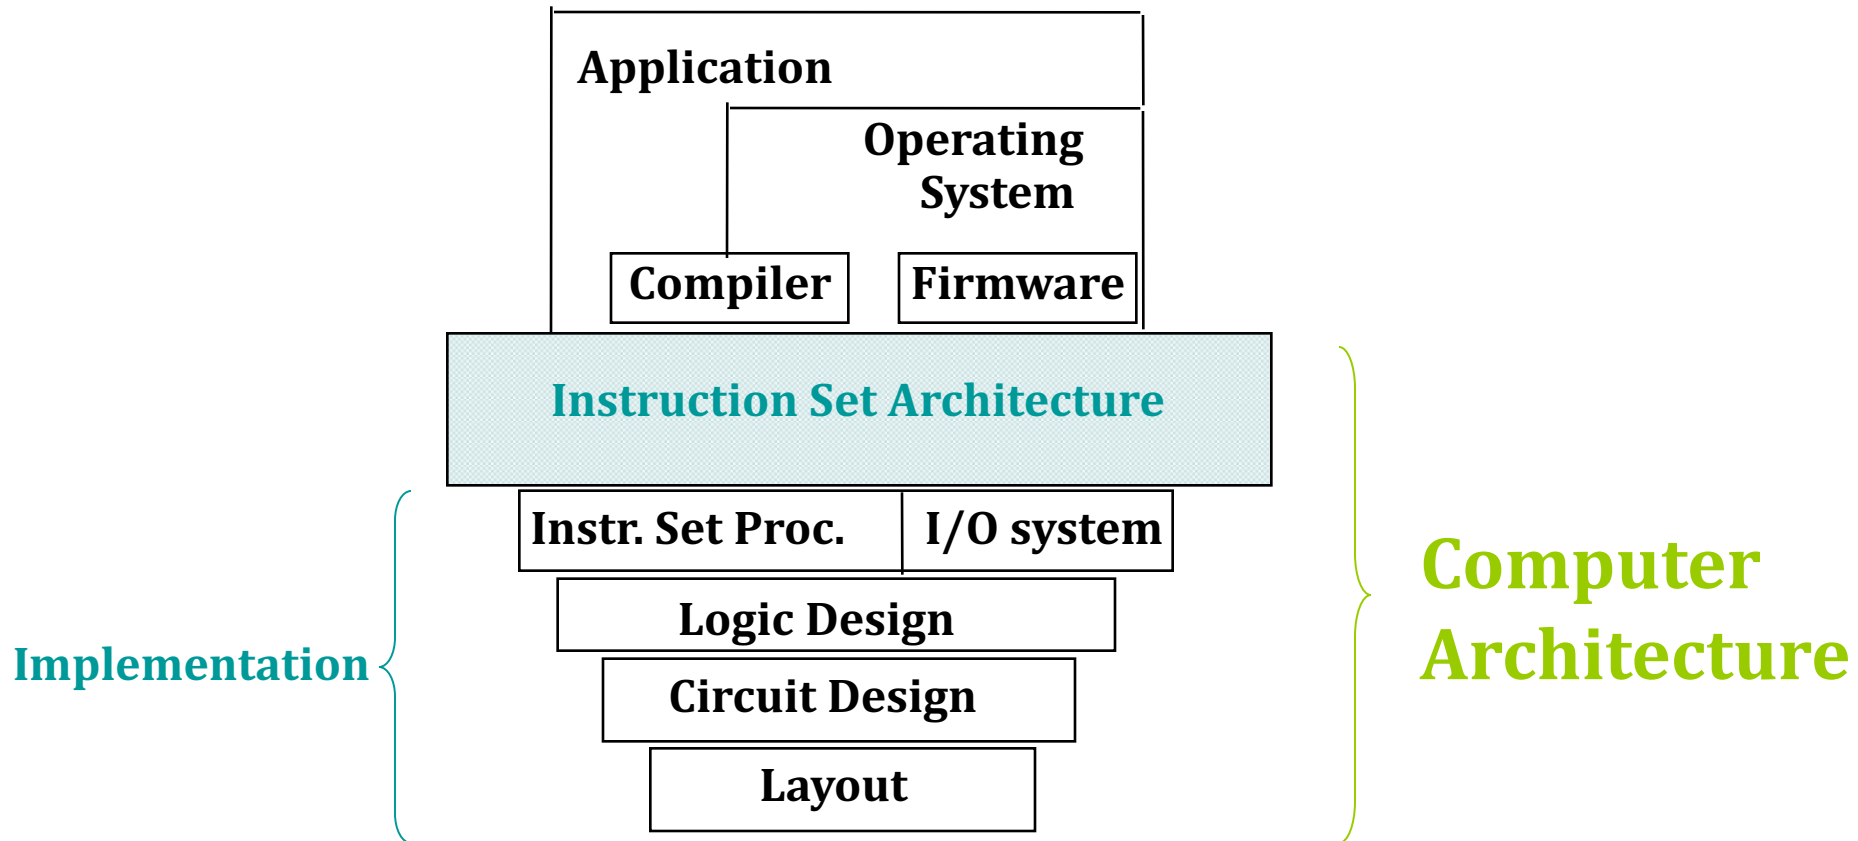 Application
Operating
System
Compiler
Firmware
Instruction Set Architecture
Instr. Set Proc.
I/O system
Logic Design
Circuit Design
Layout
Implementation
Computer
Architecture